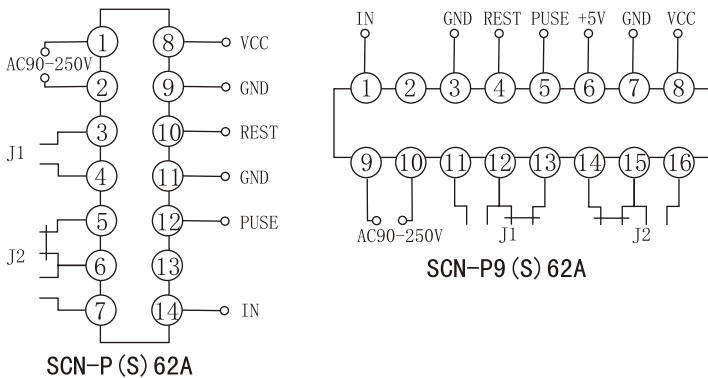 1 8 VCC
AC90-250V
2 9 GND
3 10 REST
J1
4 11 GND
5 12 PUSE
J2
6 13
7 14 IN
SCN-P(S)62A
IN GND REST PUSE +5V GND VCC
1 2 3 4 5 6 7 8
9 10 11 12 13 14 15 16
AC90-250V J1 J2
SCN-P9(S)62A